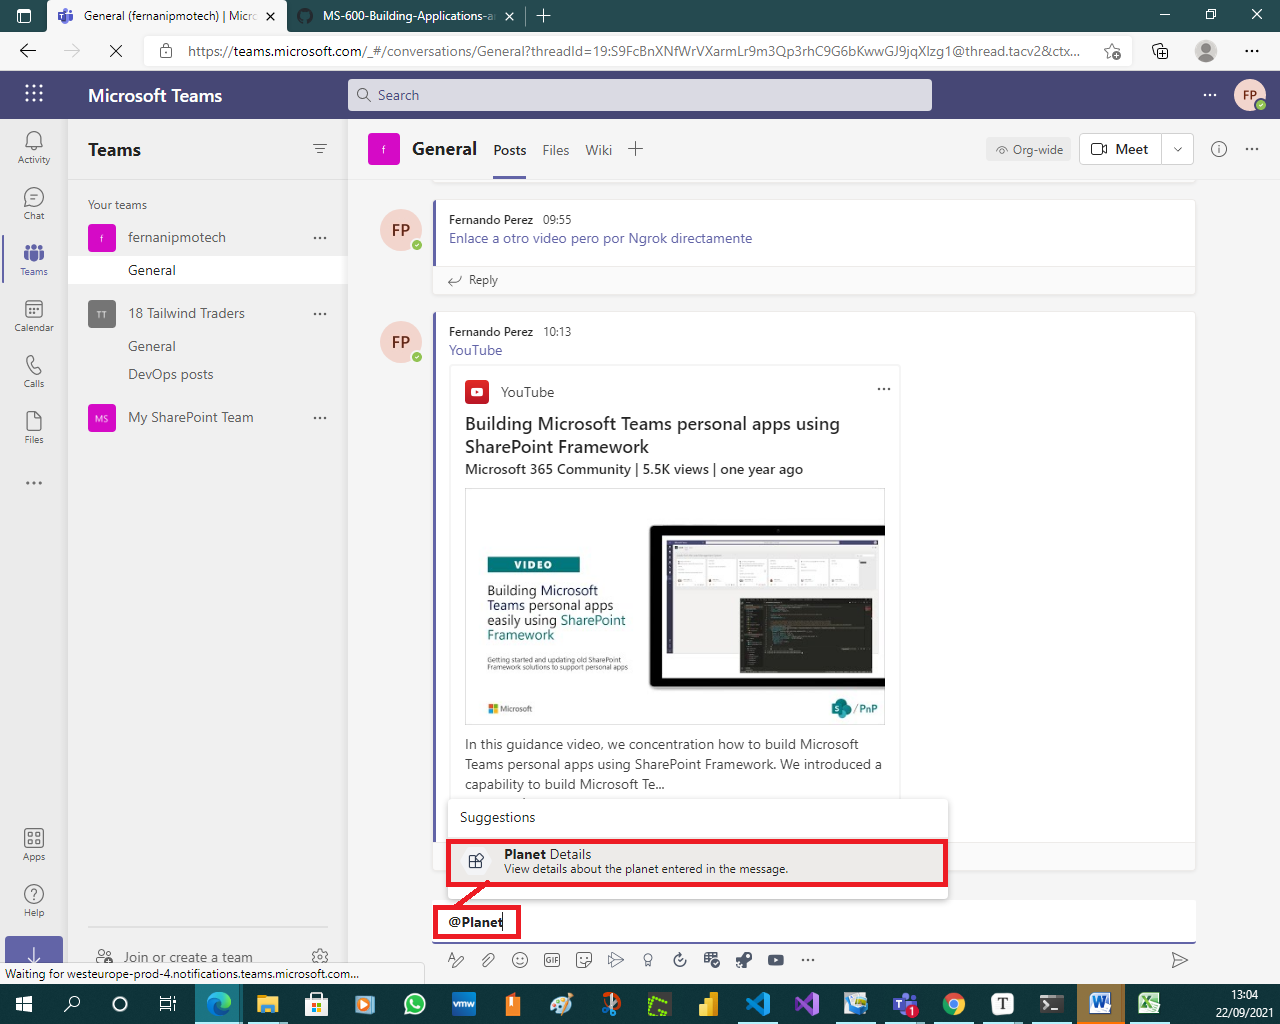 General (fernanipmotech) | Micro
MS-600-Building-Applications-a
https://teams.microsoft.com/_#/conversations/General?threadId=19:S9FcBnXNfWrVXarmLr9m3Qp3rhC9G6bKwwGJ9jqXlzg1@thread.tacv2&ctx...
Microsoft Teams
Search
FP
Activity
Chat
Teams
Calendar
Calls
Files
Apps
Help
Teams
Your teams
f
fernanipmotech
General
TT
18 Tailwind Traders
General
DevOps posts
MS
My SharePoint Team
Join or create a team
f
General
Posts
Files
Wiki
Org-wide
Meet
FP
Fernando Perez 09:55
Enlace a otro video pero por Ngrok directamente
Reply
FP
Fernando Perez 10:13
YouTube
YouTube
Building Microsoft Teams personal apps using
SharePoint Framework
Microsoft 365 Community | 5.5K views | one year ago
VIDEO
Building Microsoft
Teams personal apps
easily using SharePoint
Framework
Getting started and updating old SharePoint
Framework solutions to support personal apps
Microsoft
/ PnP
In this guidance video, we concentration how to build Microsoft
Teams personal apps using SharePoint Framework. We introduced a
capability to build Microsoft Te...
Suggestions
Planet Details
View details about the planet entered in the message.
@Planet
GIF
Waiting for westeurope-prod-4.notifications.teams.microsoft.com...
vmw
T
1
13:04
22/09/2021